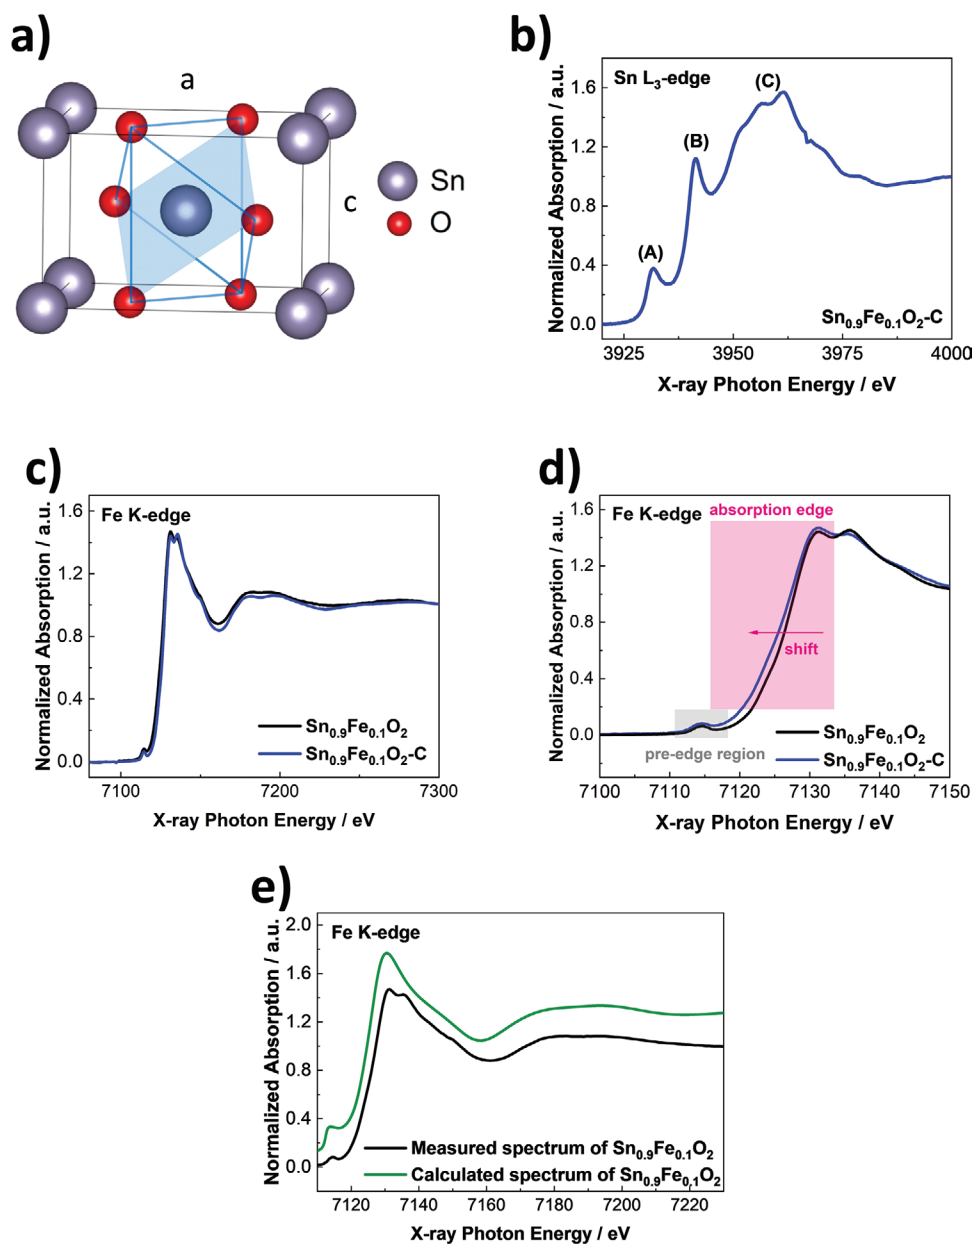 a)
a
c
Sn
O
b)
Sn L₃-edge
(A)
(B)
(C)
Sn₀.₉Fe₀.₁O₂-C
Normalized Absorption / a.u.
1.6
1.2
0.8
0.4
0.0
3925 3950 3975 4000
X-ray Photon Energy / eV
c)
Fe K-edge
Normalized Absorption / a.u.
1.6
1.2
0.8
0.4
0.0
Sn₀.₉Fe₀.₁O₂
Sn₀.₉Fe₀.₁O₂-C
7100 7200 7300
X-ray Photon Energy / eV
d)
Fe K-edge
absorption edge
shift
pre-edge region
Normalized Absorption / a.u.
1.6
1.2
0.8
0.4
0.0
Sn₀.₉Fe₀.₁O₂
Sn₀.₉Fe₀.₁O₂-C
7100 7110 7120 7130 7140 7150
X-ray Photon Energy / eV
e)
Fe K-edge
Normalized Absorption / a.u.
2.0
1.6
1.2
0.8
0.4
0.0
Measured spectrum of Sn₀.₉Fe₀.₁O₂
Calculated spectrum of Sn₀.₉Fe₀.₁O₂
7120 7140 7160 7180 7200 7220
X-ray Photon Energy / eV